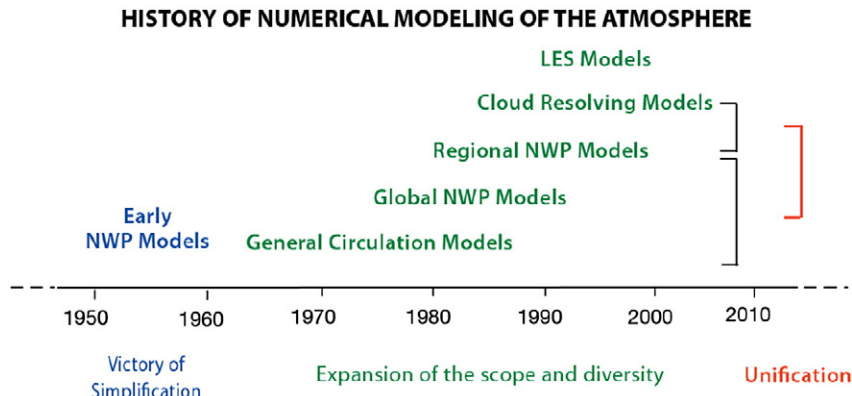 HISTORY OF NUMERICAL MODELING OF THE ATMOSPHERE
LES Models
Cloud Resolving Models
Regional NWP Models
Global NWP Models
Early
NWP Models
General Circulation Models
1950
1960
1970
1980
1990
2000
2010
Victory of
Simplification
Expansion of the scope and diversity
Unification